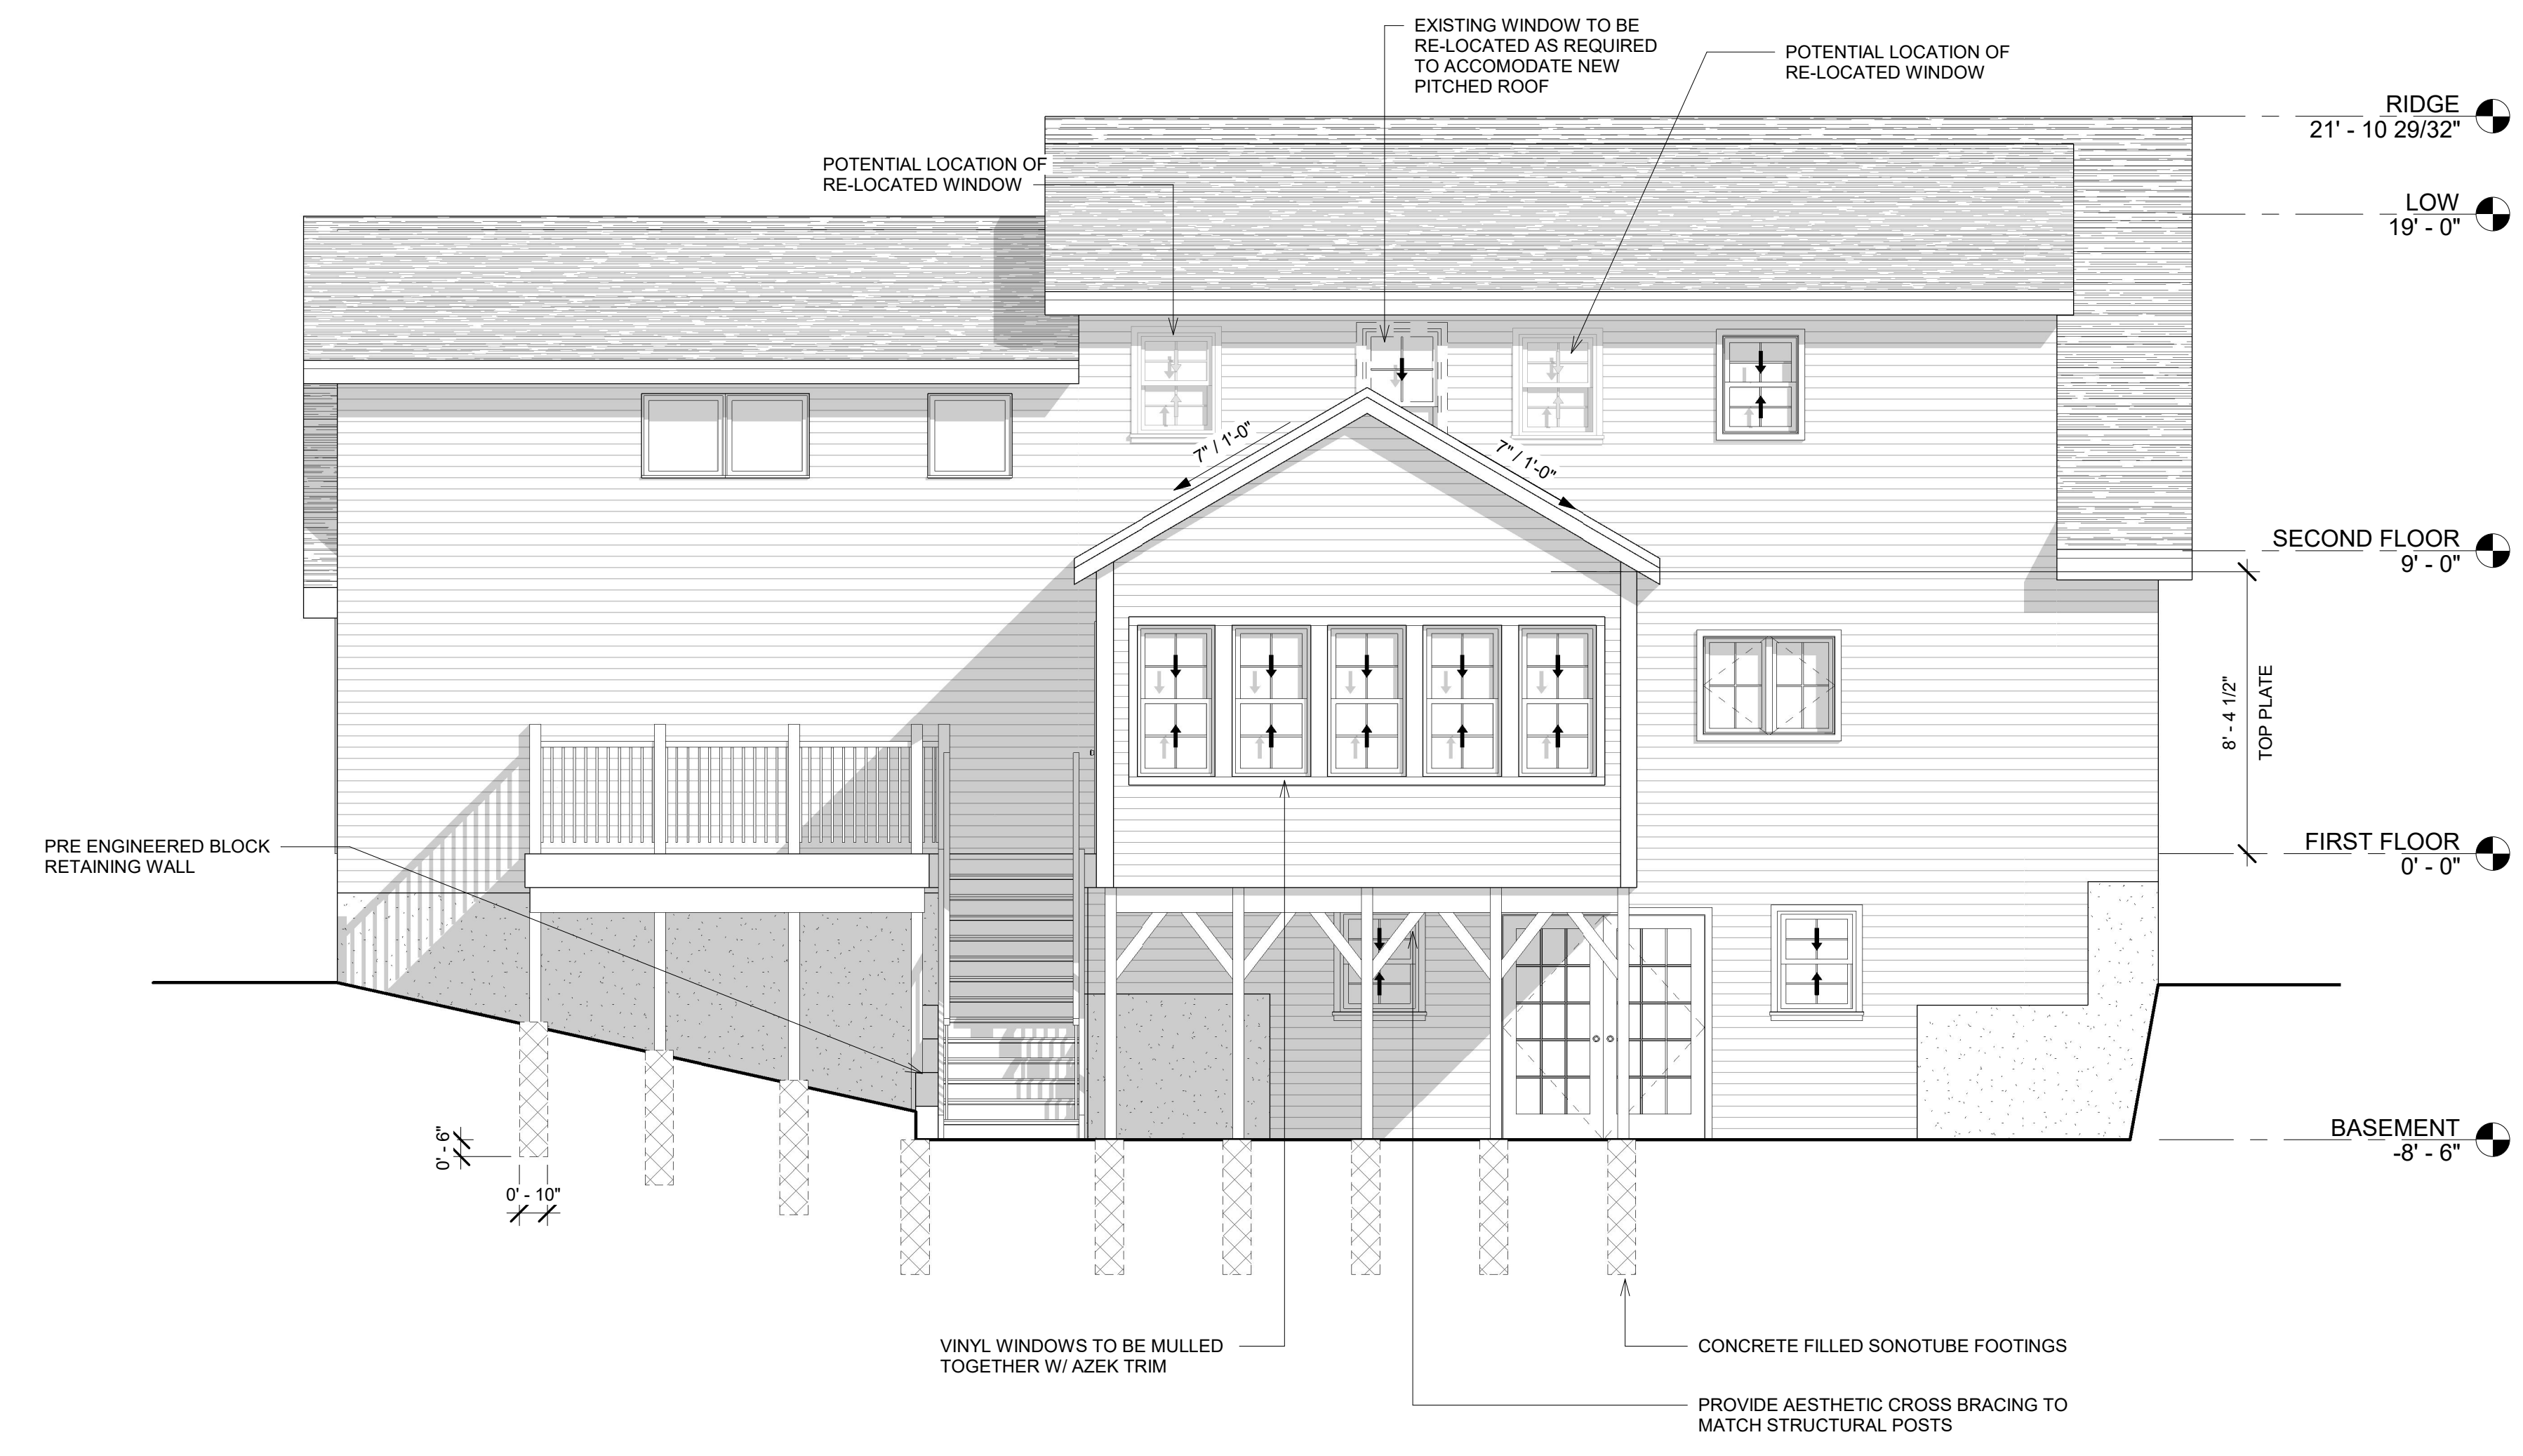 EXISTING WINDOW TO BE
RE-LOCATED AS REQUIRED
TO ACCOMODATE NEW
PITCHED ROOF
POTENTIAL LOCATION OF
RE-LOCATED WINDOW
RIDGE
21' - 10 29/32"
POTENTIAL LOCATION OF
RE-LOCATED WINDOW
LOW
19' - 0"
7" / 1'-0"
7" / 1'-0"
SECOND FLOOR
9' - 0"
8' - 4 1/2"
TOP PLATE
PRE ENGINEERED BLOCK
RETAINING WALL
FIRST FLOOR
0' - 0"
BASEMENT
-8' - 6"
0' - 6"
0' - 10"
VINYL WINDOWS TO BE MULLED
TOGETHER W/ AZEK TRIM
CONCRETE FILLED SONOTUBE FOOTINGS
PROVIDE AESTHETIC CROSS BRACING TO
MATCH STRUCTURAL POSTS